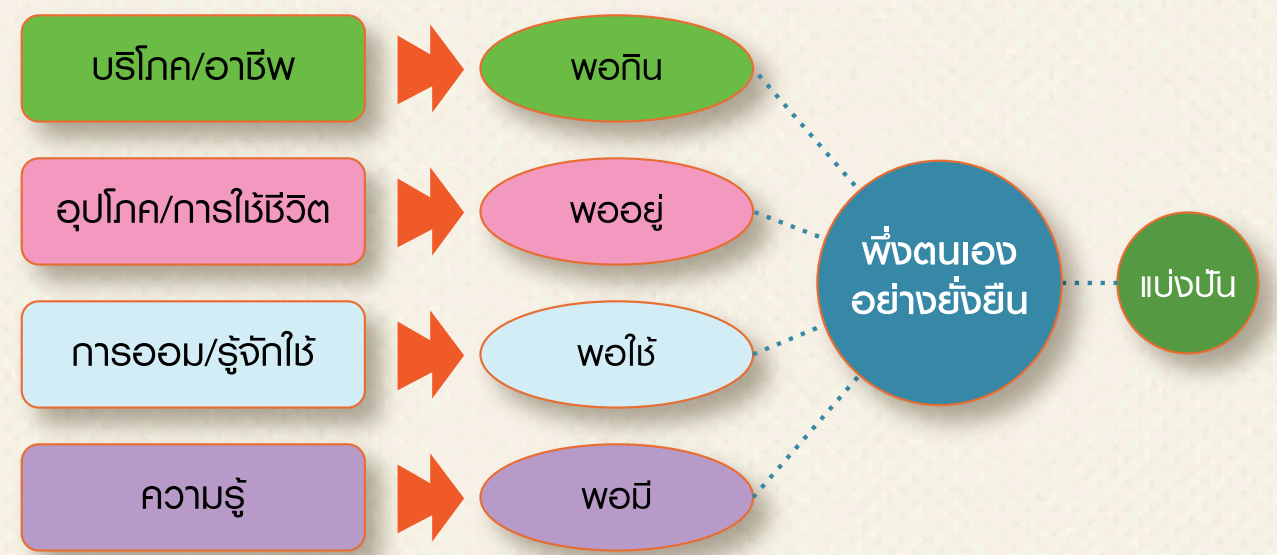 บริโภค/อาชีพ
พอกิน
อุปโภค/การใช้ชีวิต
พออยู่
การออม/รู้จักใช้
พอใช้
ความรู้
พอมี
พึ่งตนเอง
อย่างยั่งยืน
แบ่งปัน